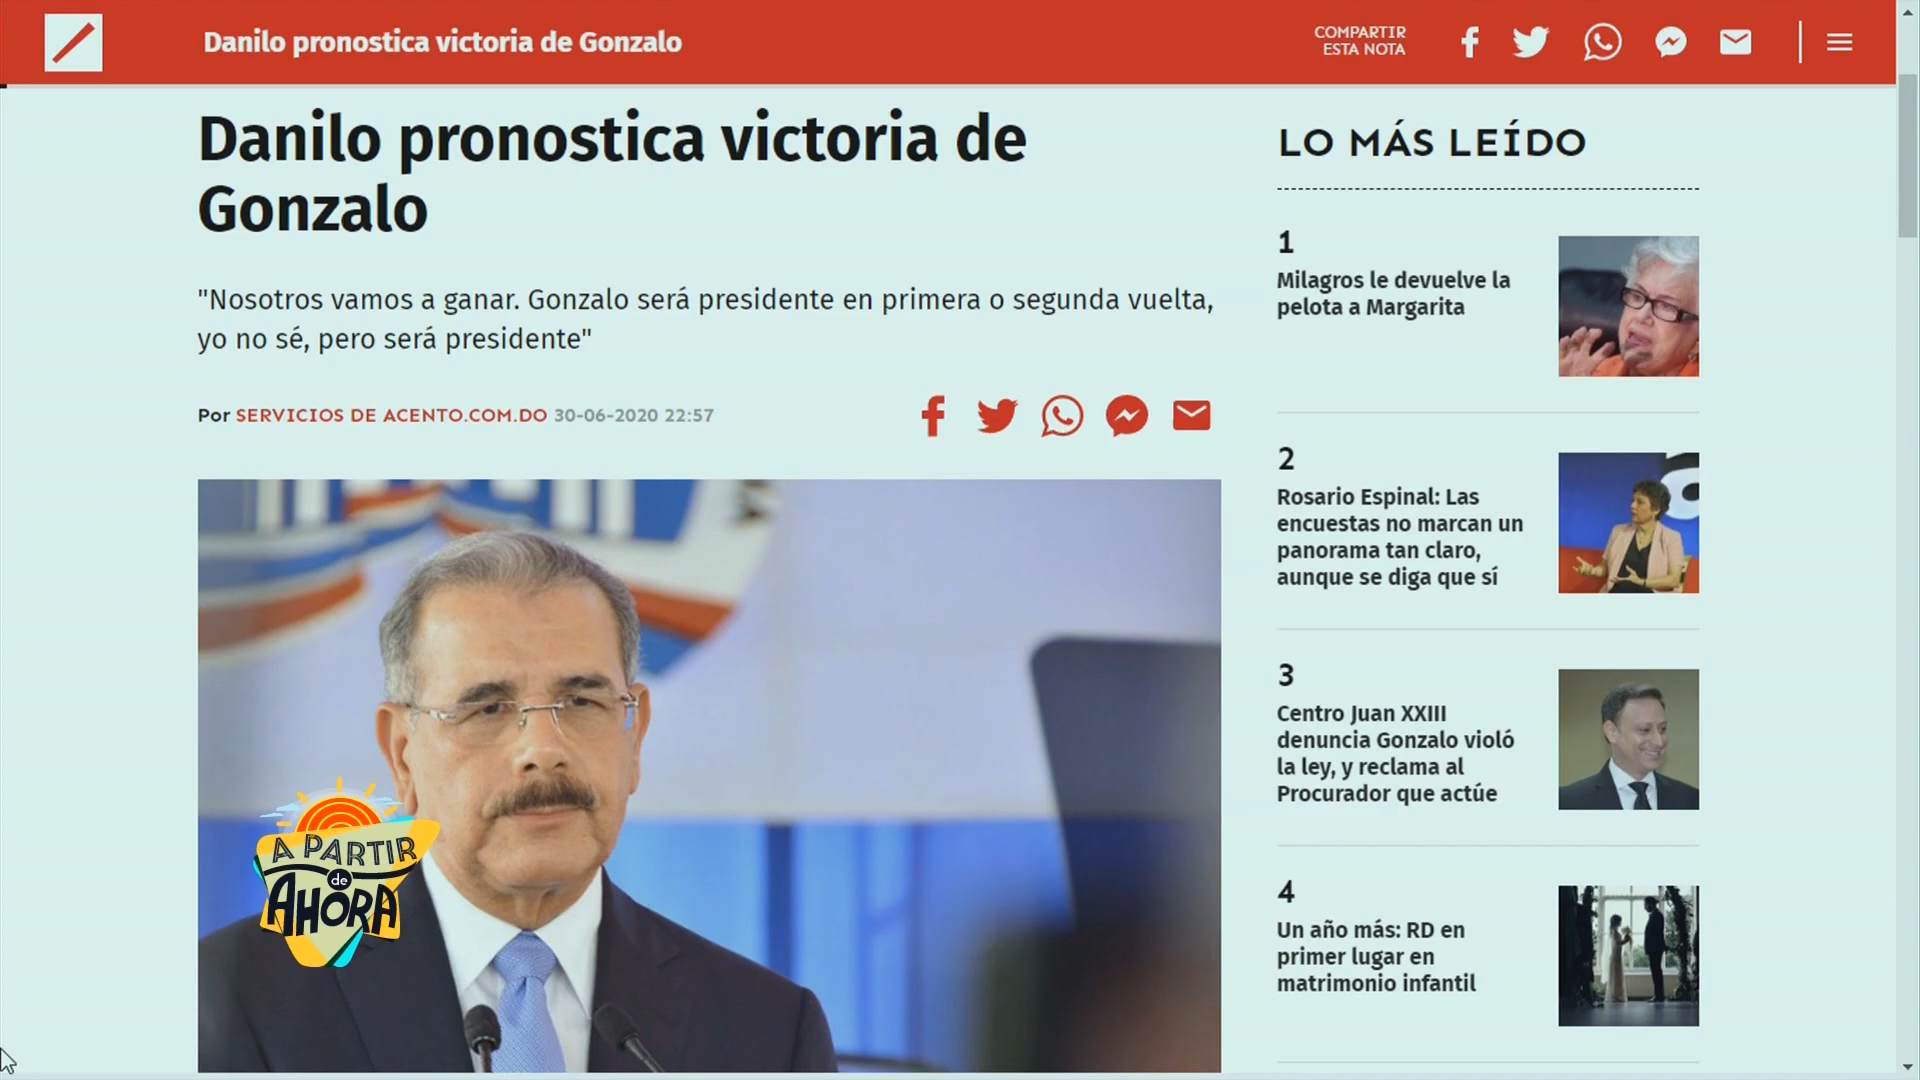 Danilo pronostica victoria de Gonzalo
COMPARTIR
ESTA NOTA
Danilo pronostica victoria de
Gonzalo
"Nosotros vamos a ganar. Gonzalo será presidente en primera o segunda vuelta,
yo no sé, pero será presidente"
Por SERVICIOS DE ACENTO.COM.DO 30-06-2020 22:57
A PARTIR
de
AHORA
LO MÁS LEÍDO
1
Milagros le devuelve la
pelota a Margarita
2
Rosario Espinal: Las
encuestas no marcan un
panorama tan claro,
aunque se diga que sí
3
Centro Juan XXIII
denuncia Gonzalo violó
la ley, y reclama al
Procurador que actúe
4
Un año más: RD en
primer lugar en
matrimonio infantil